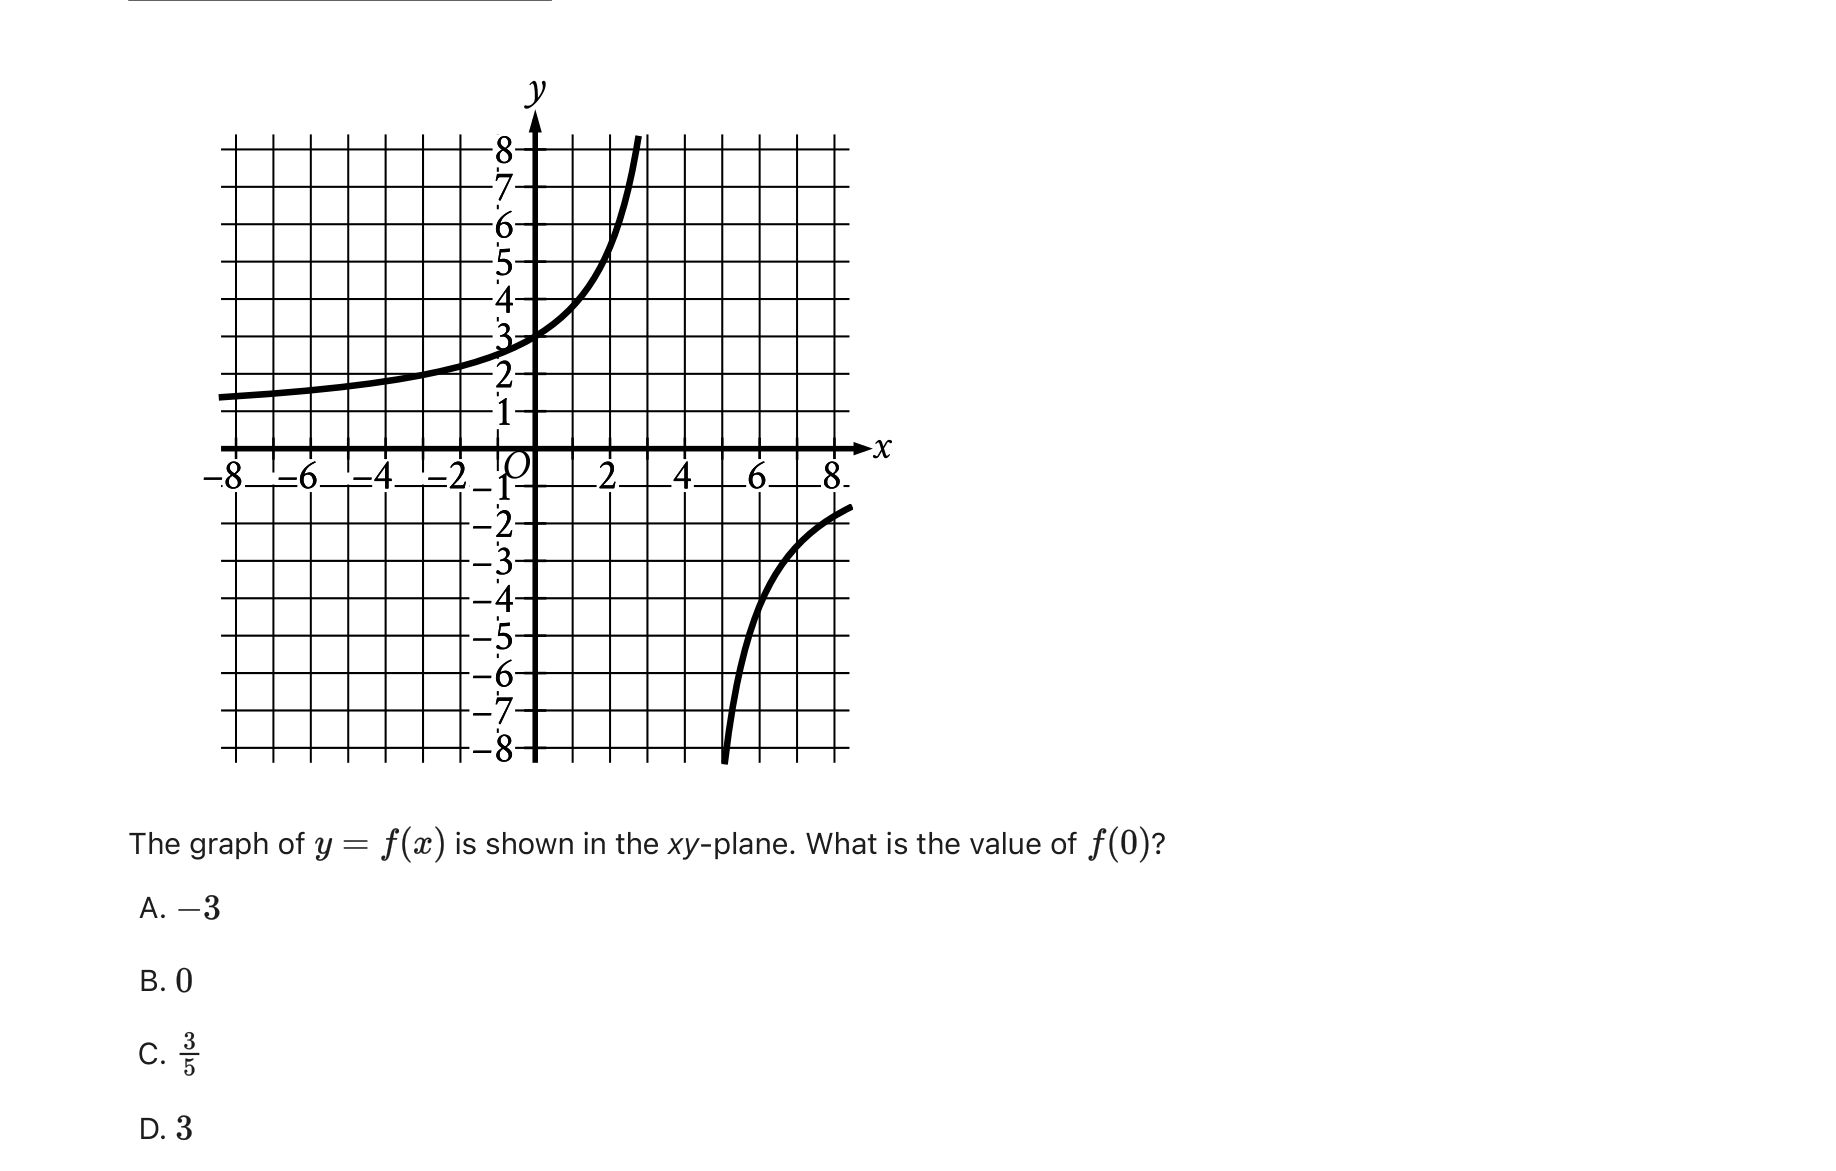 y
8
7
6
5
4
3
2
1
x
−8 −6 −4 −2 O 2 4 6 8
−1
−2
−3
−4
−5
−6
−7
−8
The graph of y = f(x) is shown in the xy-plane. What is the value of f(0)?
A. −3
B. 0
C. 3/5
D. 3